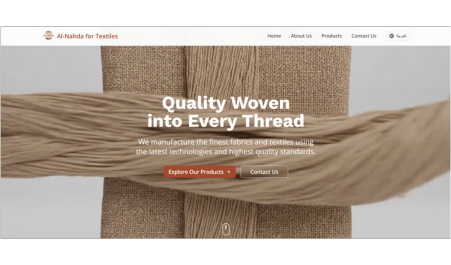 Al-Nahda for Textiles
Home About Us Products Contact Us العربية
Quality Woven
into Every Thread
We manufacture the finest fabrics and textiles using
the latest technologies and highest quality standards.
Explore Our Products →
Contact Us